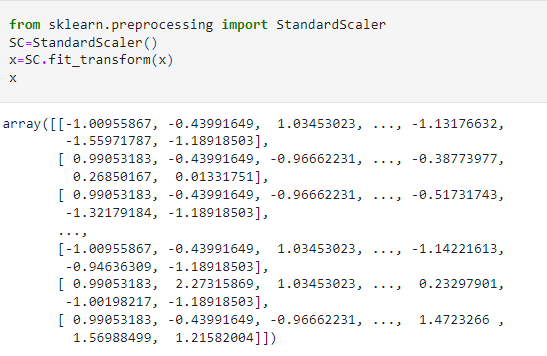 from sklearn.preprocessing import StandardScaler
SC=StandardScaler()
x=SC.fit_transform(x)
x
array([[-1.00955867, -0.43991649,  1.03453023, ..., -1.13176632,
        -1.55971787, -1.18918503],
       [ 0.99053183, -0.43991649, -0.96662231, ..., -0.38773977,
         0.26850167,  0.01331751],
       [ 0.99053183, -0.43991649, -0.96662231, ..., -0.51731743,
        -1.32179184, -1.18918503],
       ...,
       [-1.00955867, -0.43991649,  1.03453023, ..., -1.14221613,
        -0.94636309, -1.18918503],
       [ 0.99053183,  2.27315869,  1.03453023, ...,  0.23297901,
        -1.00198217, -1.18918503],
       [ 0.99053183, -0.43991649, -0.96662231, ...,  1.4723266 ,
         1.56988499,  1.21582004]])